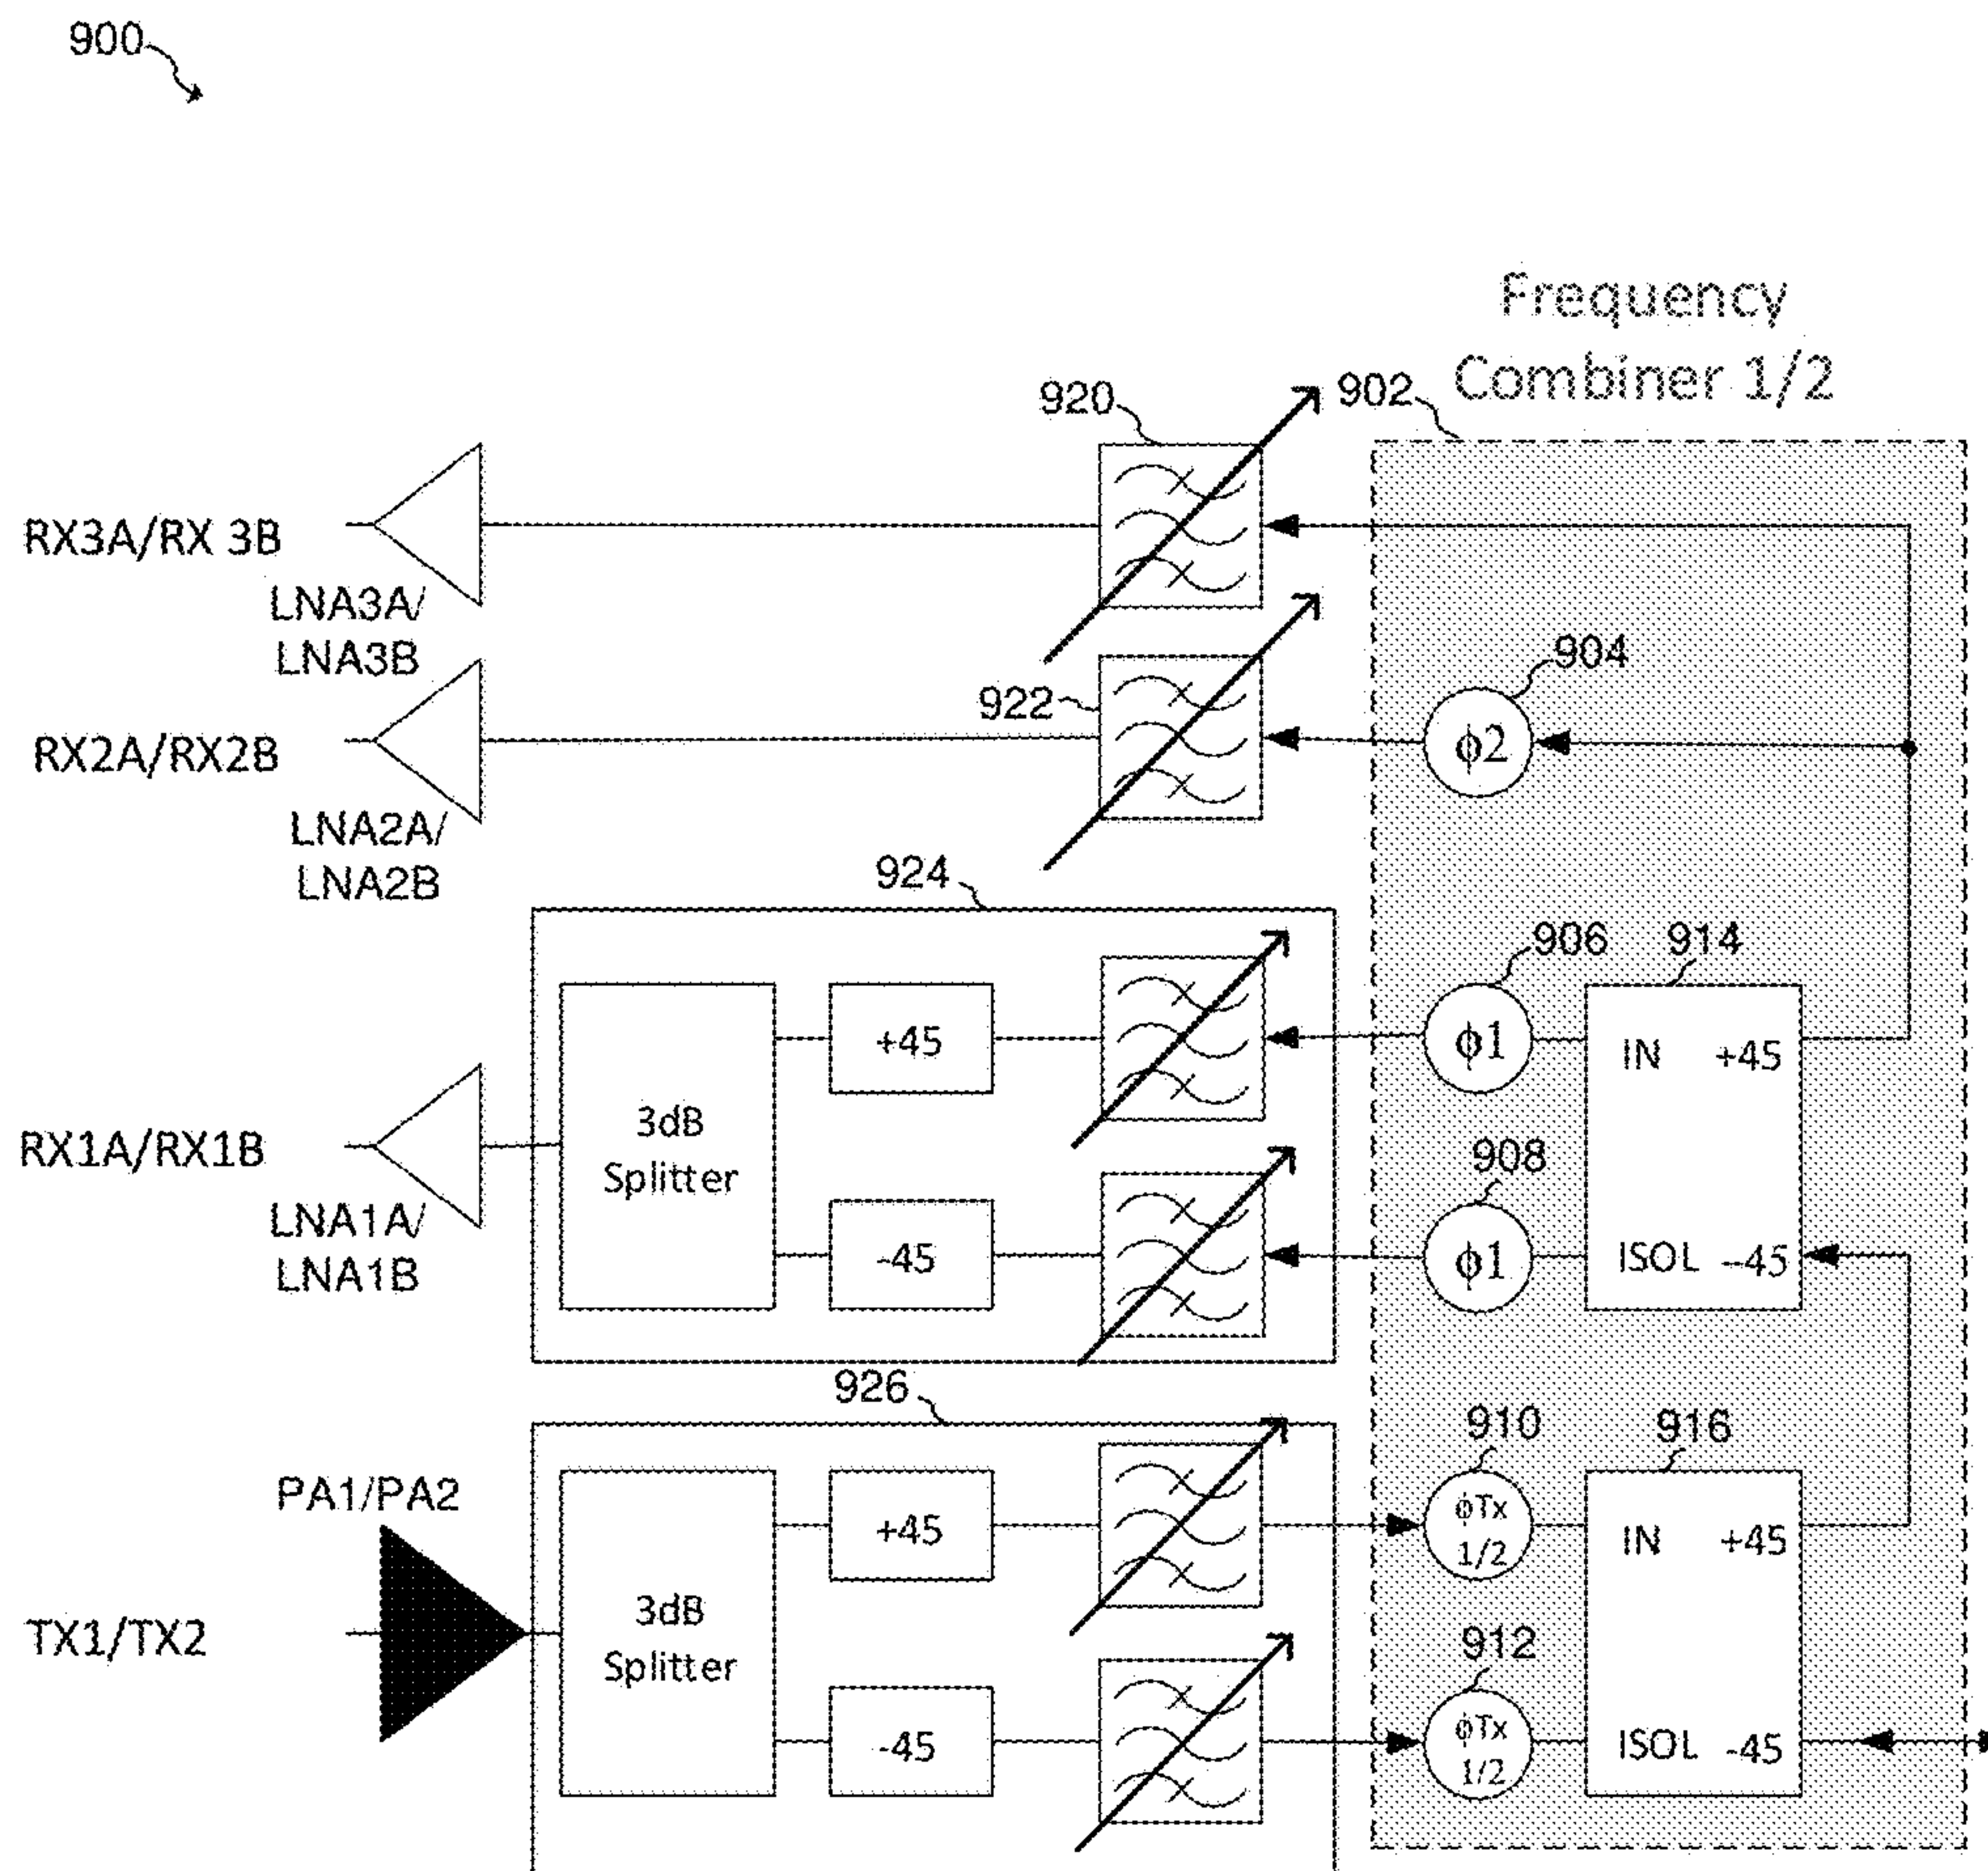 900
Frequency
Combiner 1/2
920
902
RX3A/RX 3B
LNA3A/
LNA3B
904
922
ϕ2
RX2A/RX2B
LNA2A/
LNA2B
924
906
914
+45
ϕ1
IN +45
3dB
Splitter
RX1A/RX1B
908
LNA1A/
LNA1B
-45
ϕ1
ISOL -45
926
910
916
PA1/PA2
+45
ϕTx
1/2
IN +45
3dB
Splitter
TX1/TX2
912
-45
ϕTx
1/2
ISOL -45